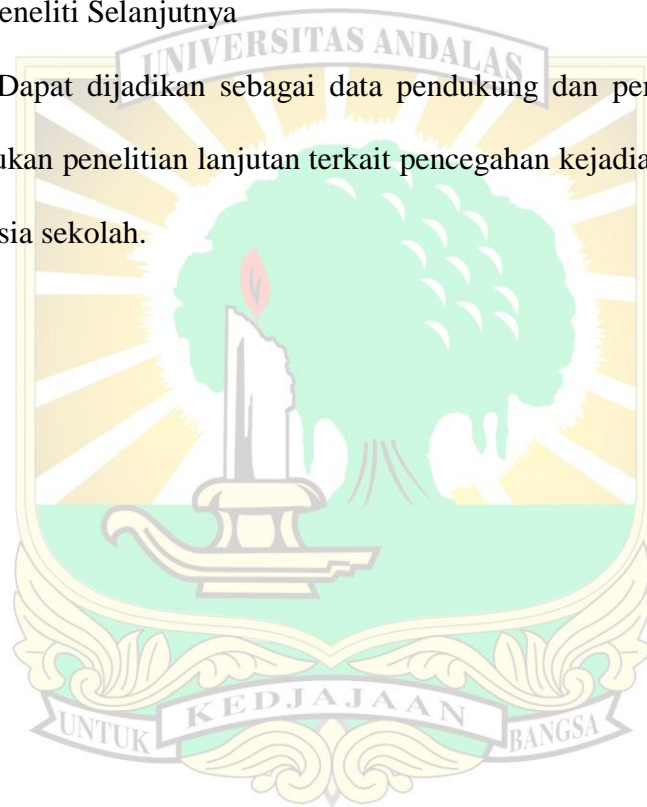 eneliti Selanjutnya
UNIVERSITAS ANDALAS
Dapat dijadikan sebagai data pendukung dan per
ukan penelitian lanjutan terkait pencegahan kejadia
sia sekolah.
UNTUK KEDJAJAAN BANGSA